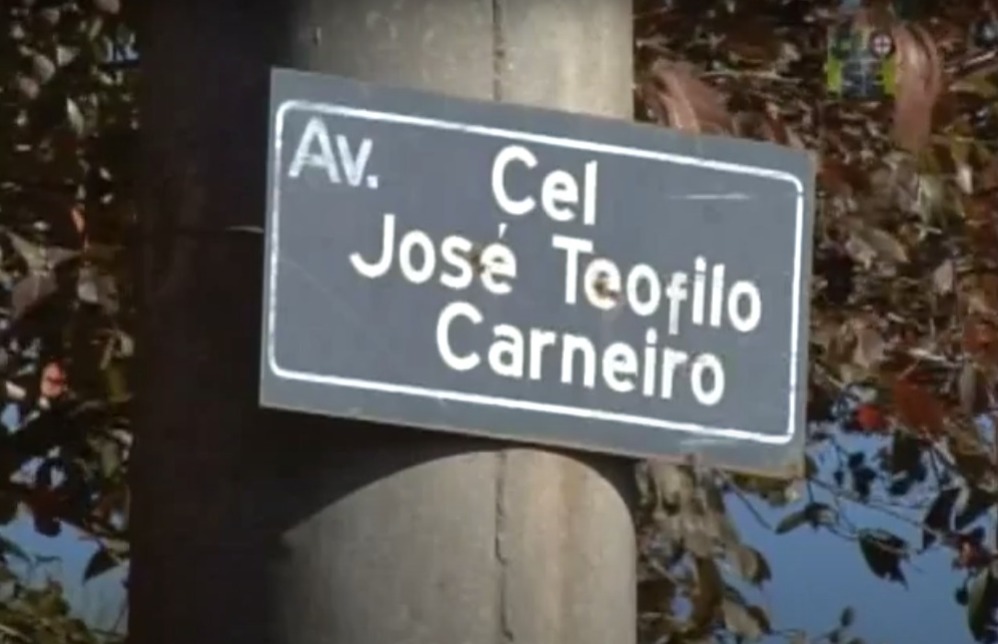 Av.
Cel
José Teofilo
Carneiro